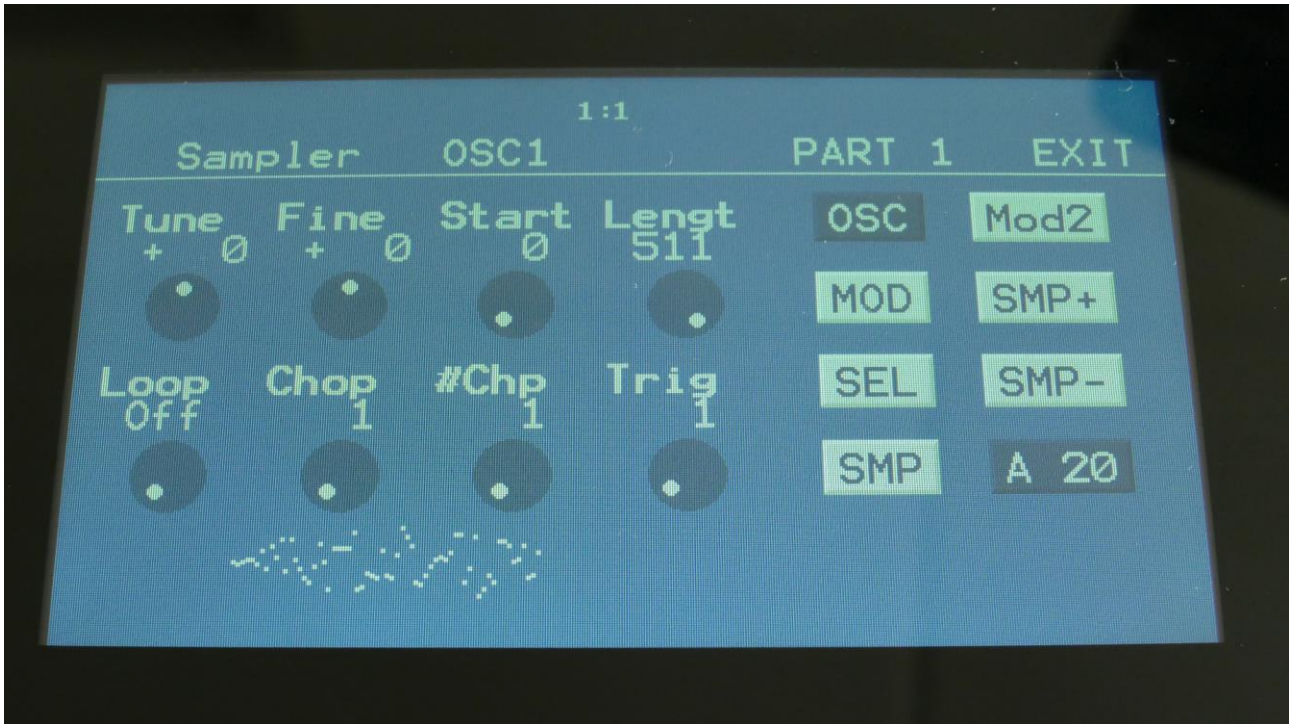 1:1
Sampler OSC1 PART 1 EXIT
Tune Fine Start Lengt OSC Mod2
+ 0 + 0 0 511
MOD SMP+
Loop Chop #Chp Trig SEL SMP-
Off 1 1 1
SMP A 20